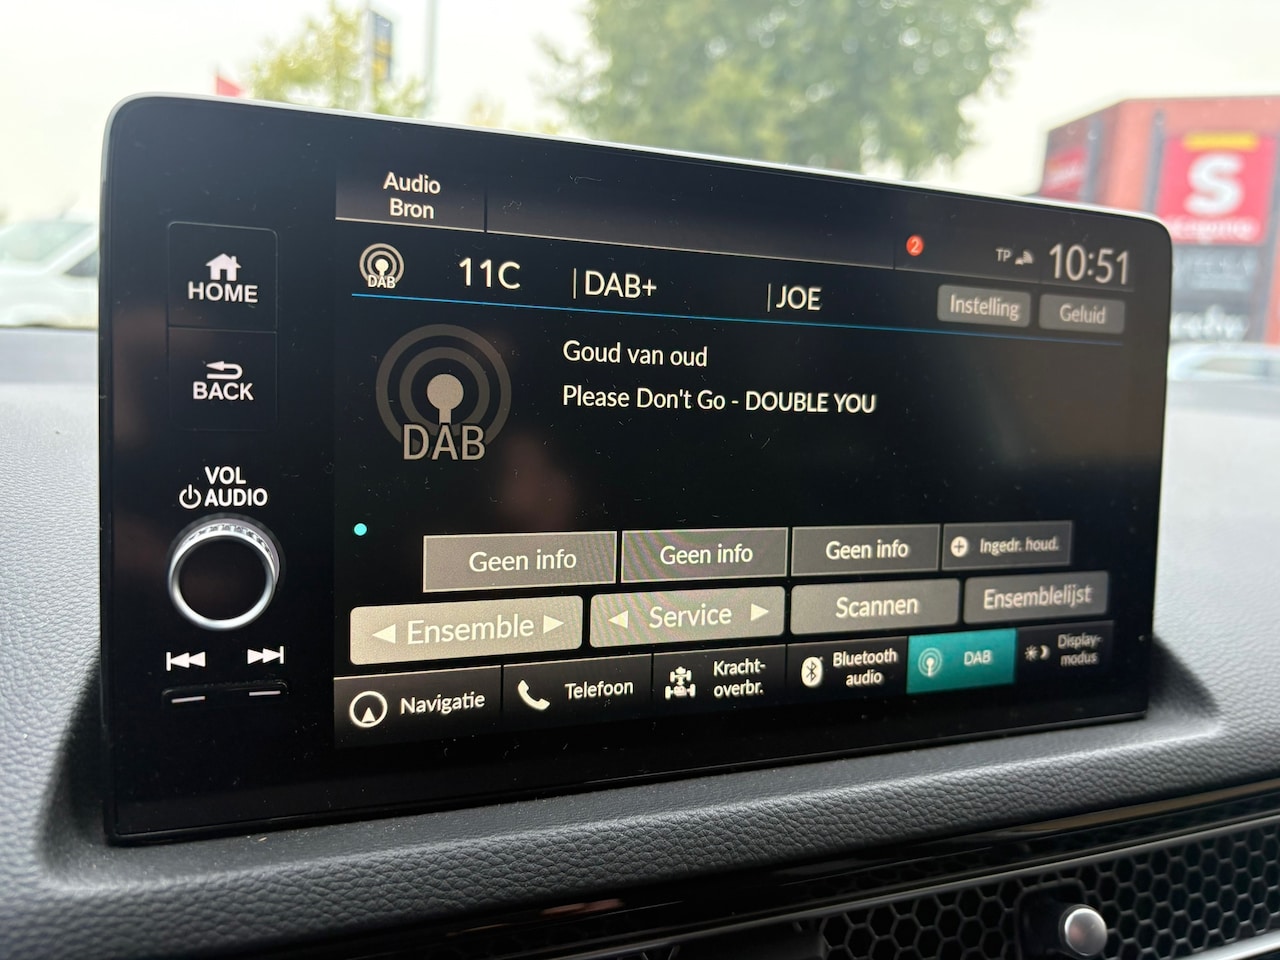 Audio
Bron
2
TP
10:51
DAB
11C
DAB+
JOE
Instelling
Geluid
HOME
BACK
VOL
AUDIO
DAB
Goud van oud
Please Don't Go - DOUBLE YOU
Geen info
Geen info
Geen info
Ingedr. houd.
Ensemble
Service
Scannen
Ensemblelijst
Navigatie
Telefoon
Kracht-
overbr.
Bluetooth
audio
DAB
Display-
modus
S